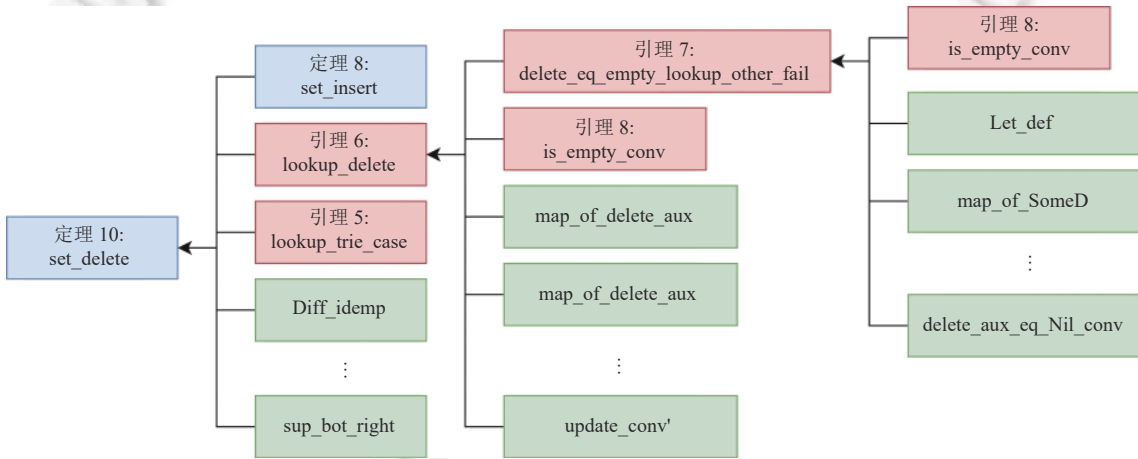 定理 10:
set_delete
定理 8:
set_insert
引理 6:
lookup_delete
引理 5:
lookup_trie_case
Diff_idemp
⋮
sup_bot_right
引理 7:
delete_eq_empty_lookup_other_fail
引理 8:
is_empty_conv
map_of_delete_aux
map_of_delete_aux
⋮
update_conv'
引理 8:
is_empty_conv
Let_def
map_of_SomeD
⋮
delete_aux_eq_Nil_conv